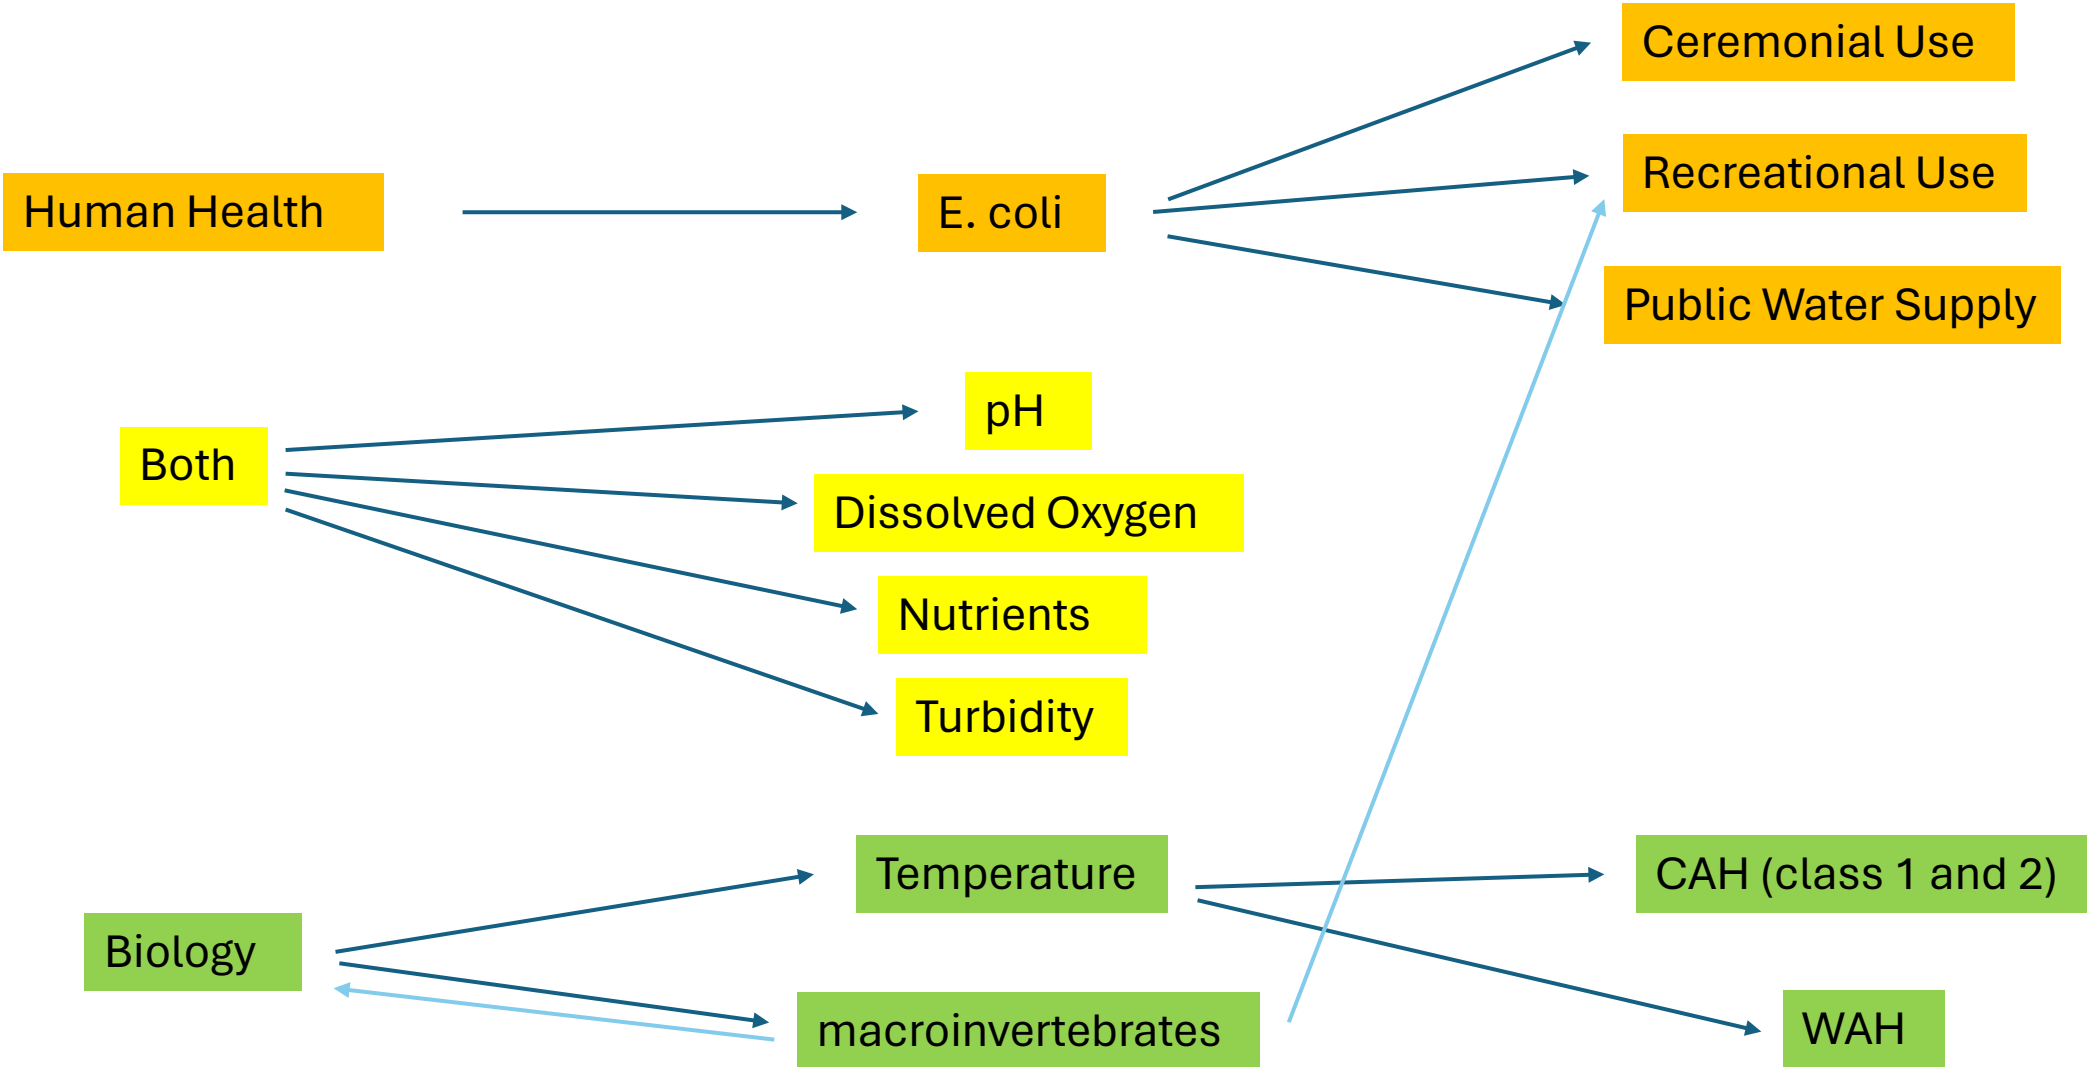 Ceremonial Use
Recreational Use
Human Health
E. coli
Public Water Supply
pH
Both
Dissolved Oxygen
Nutrients
Turbidity
Temperature
CAH (class 1 and 2)
Biology
macroinvertebrates
WAH